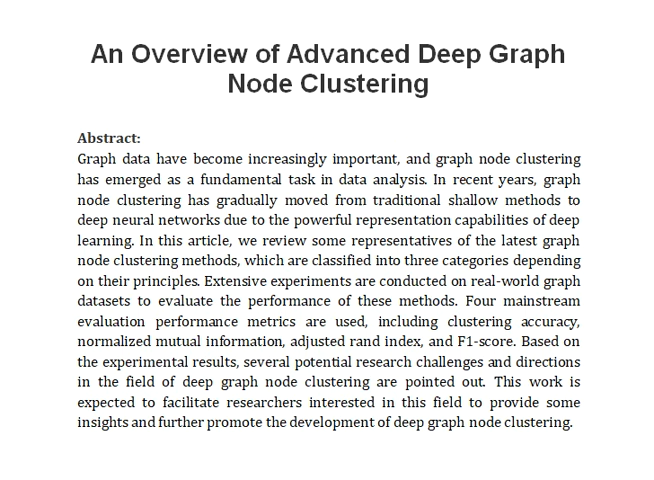 An Overview of Advanced Deep Graph
Node Clustering
Abstract:
Graph data have become increasingly important, and graph node clustering
has emerged as a fundamental task in data analysis. In recent years, graph
node clustering has gradually moved from traditional shallow methods to
deep neural networks due to the powerful representation capabilities of deep
learning. In this article, we review some representatives of the latest graph
node clustering methods, which are classified into three categories depending
on their principles. Extensive experiments are conducted on real-world graph
datasets to evaluate the performance of these methods. Four mainstream
evaluation performance metrics are used, including clustering accuracy,
normalized mutual information, adjusted rand index, and F1-score. Based on
the experimental results, several potential research challenges and directions
in the field of deep graph node clustering are pointed out. This work is
expected to facilitate researchers interested in this field to provide some
insights and further promote the development of deep graph node clustering.